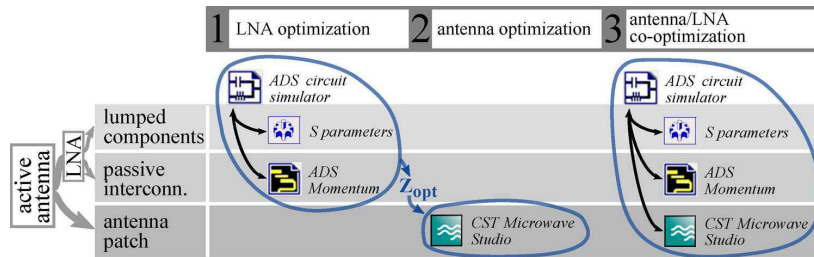 1 LNA optimization
2 antenna optimization
3 antenna/LNA
co-optimization
active
antenna
LNA
lumped
components
passive
interconn.
antenna
patch
ADS circuit
simulator
S parameters
ADS
Momentum
Zopt
CST Microwave
Studio
ADS circuit
simulator
S parameters
ADS
Momentum
CST Microwave
Studio